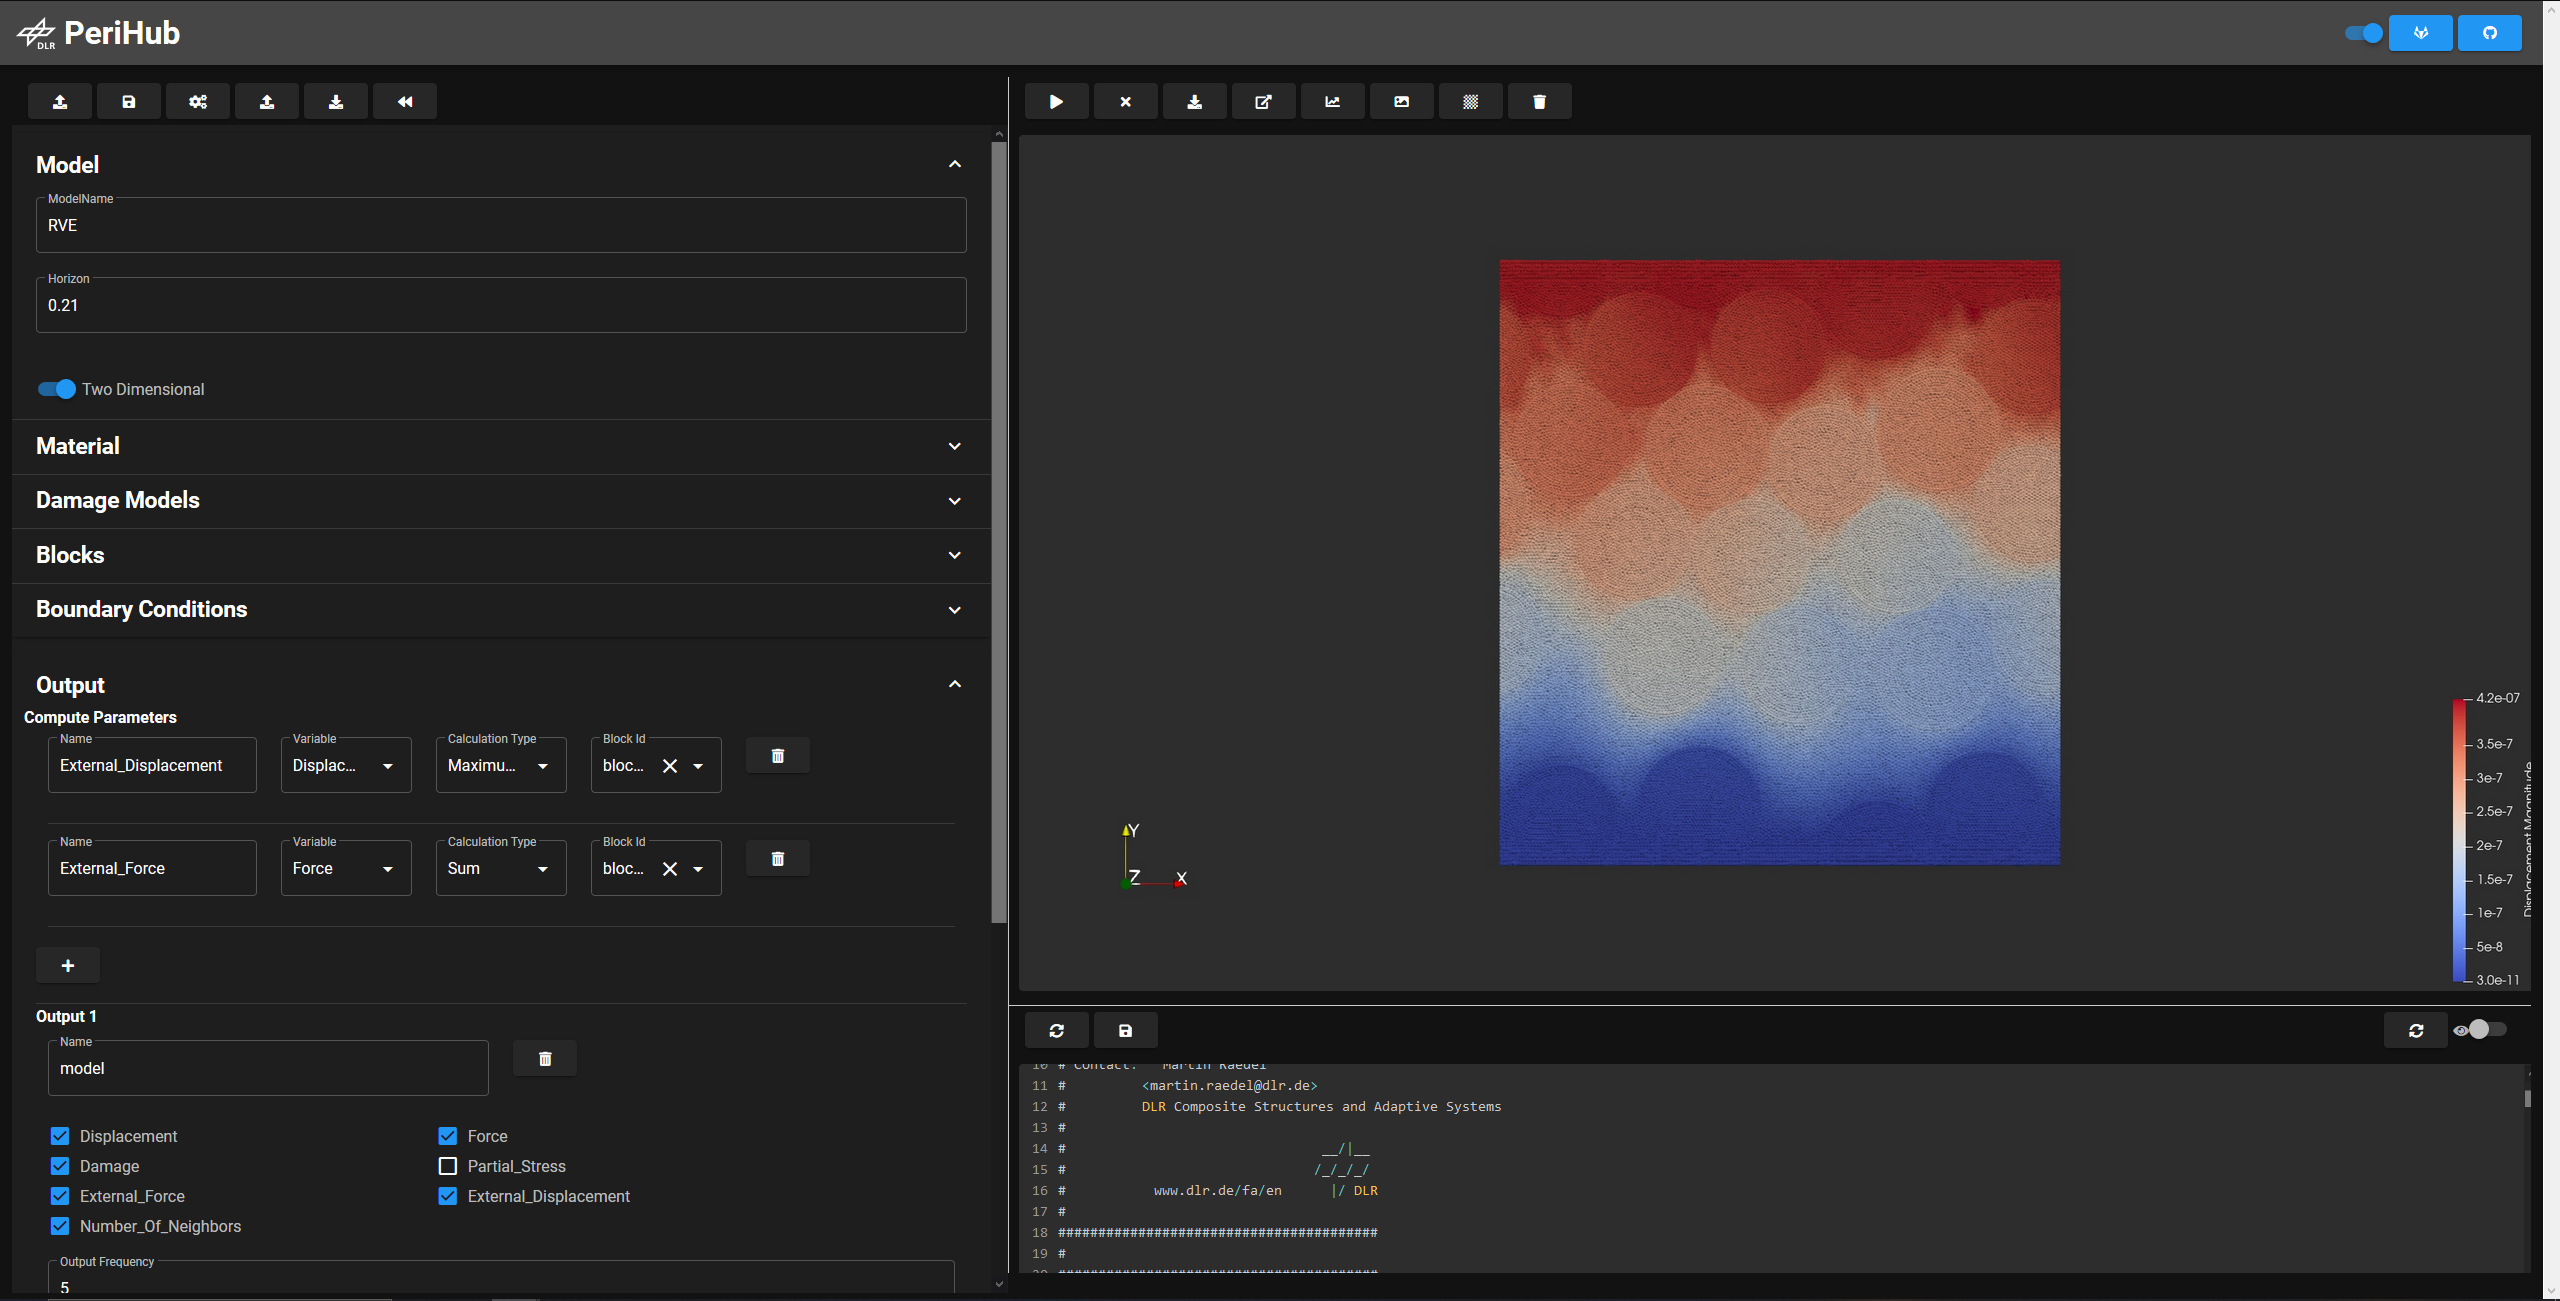 DLR
PeriHub
Model
ModelName
RVE
Horizon
0.21
Two Dimensional
Material
Damage Models
Blocks
Boundary Conditions
Output
Compute Parameters
Name Variable Calculation Type Block Id
External_Displacement Displac... Maximu... bloc...
Name Variable Calculation Type Block Id
External_Force Force Sum bloc...
Output 1
Name
model
Displacement Force
Damage Partial_Stress
External_Force External_Displacement
Number_Of_Neighbors
Output Frequency
5
Y
Z X
4.2e-07
3.5e-7
3e-7
2.5e-7
2e-7
1.5e-7
1e-7
5e-8
3.0e-11
Displacement Magnitude
10 # Contact: Martin Raedel
11 # <martin.raedel@dlr.de>
12 # DLR Composite Structures and Adaptive Systems
13 #
14 # __/|__
15 # /_/_/_/
16 # www.dlr.de/fa/en |/ DLR
17 #
18 ########################################
19 #
20 ########################################